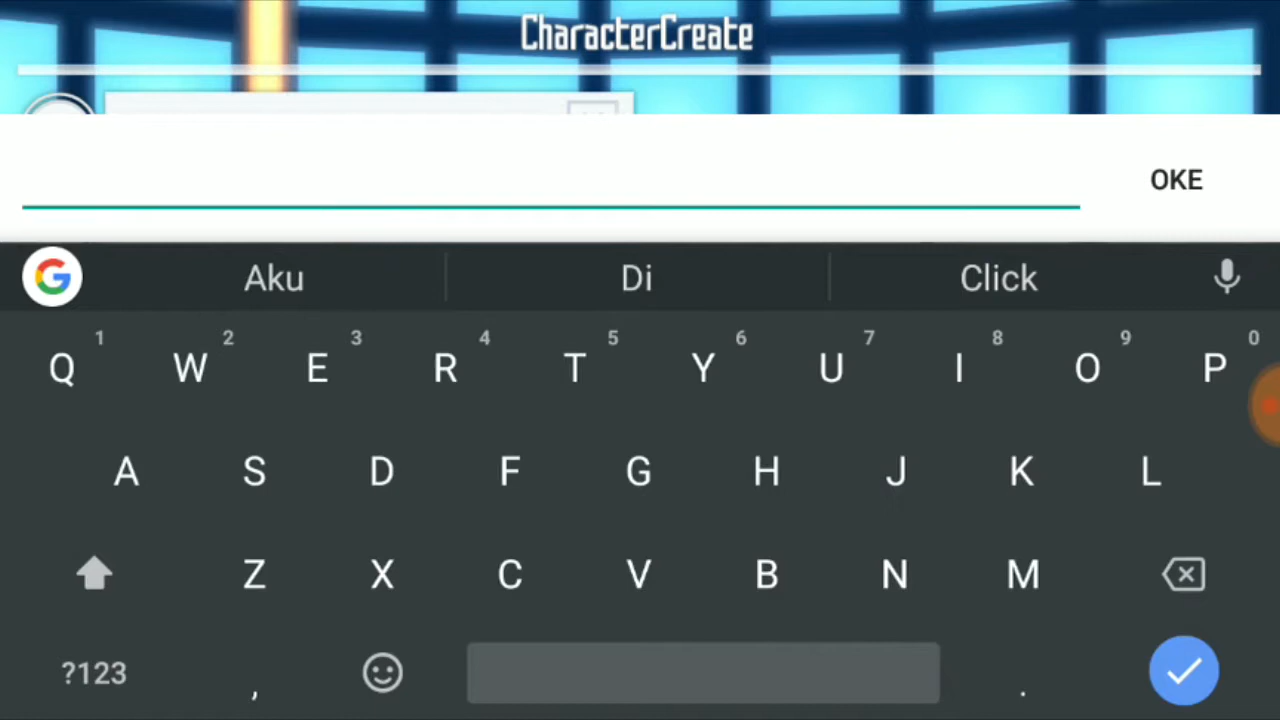 CharacterCreate
OKE
Aku Di Click
1 2 3 4 5 6 7 8 9 0
Q W E R T Y U I O P
A S D F G H J K L
Z X C V B N M
?123 , .